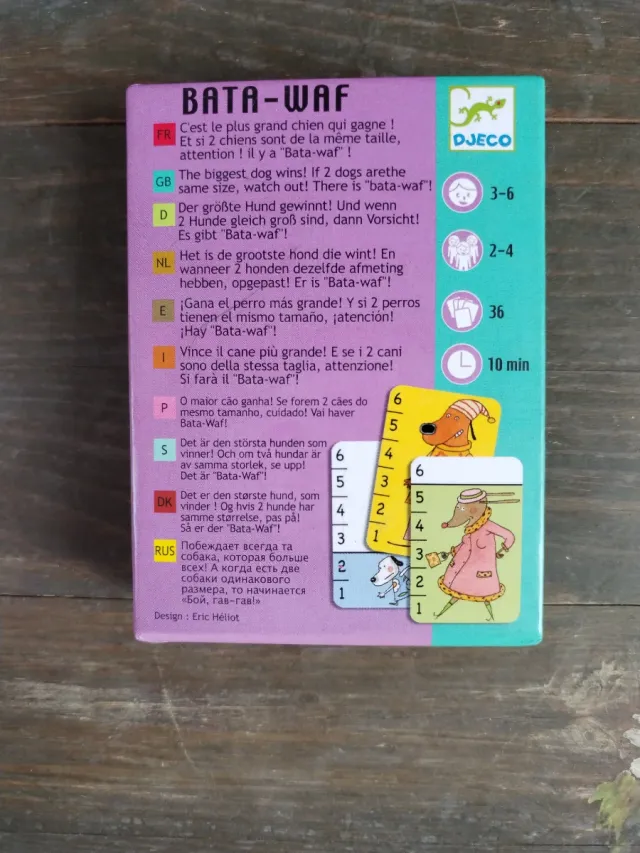 BATA-WAF
DJECO
FR
C'est le plus grand chien qui gagne !
Et si 2 chiens sont de la même taille,
attention ! il y a "Bata-waf" !
GB
The biggest dog wins! If 2 dogs arethe
same size, watch out! There is "bata-waft"!
D
Der größte Hund gewinnt! Und wenn
2 Hunde gleich groß sind, dann Vorsicht!
Es gibt "Bata-waf"!
NL
Het is de grootste hond die wint! En
wanneer 2 honden dezelfde afmeting
hebben, opgepast! Er is "Bata-waf"!
E
¡Gana el perro más grande! Y si 2 perros
tienen el mismo tamaño, ¡atención!
¡Hay "Bata-waf"!
I
Vince il cane più grande! E se i 2 cani
sono della stessa taglia, attenzione!
Si farà il "Bata-waf"!
P
O maior cão ganha! Se forem 2 cães do
mesmo tamanho, cuidado! Vai haver
Bata-Waf!
S
Det är den största hunden som
vinner! Och om två hundar är
av samma storlek, se upp!
Det är "Bata-Waf"!
DK
Det er den største hund, som
vinder ! Og hvis 2 hunde har
samme størrelse, pas på!
Så er der "Bata-Waf"!
RUS
Побеждает всегда та
собака, которая больше
всех! А когда есть две
собаки одинакового
размера, то начинается
«Бой, гав-гав!»
Design : Eric Héliot
3-6
2-4
36
10 min
6
5
4
3
2
1
6
5
4
3
2
1
6
5
4
3
2
1